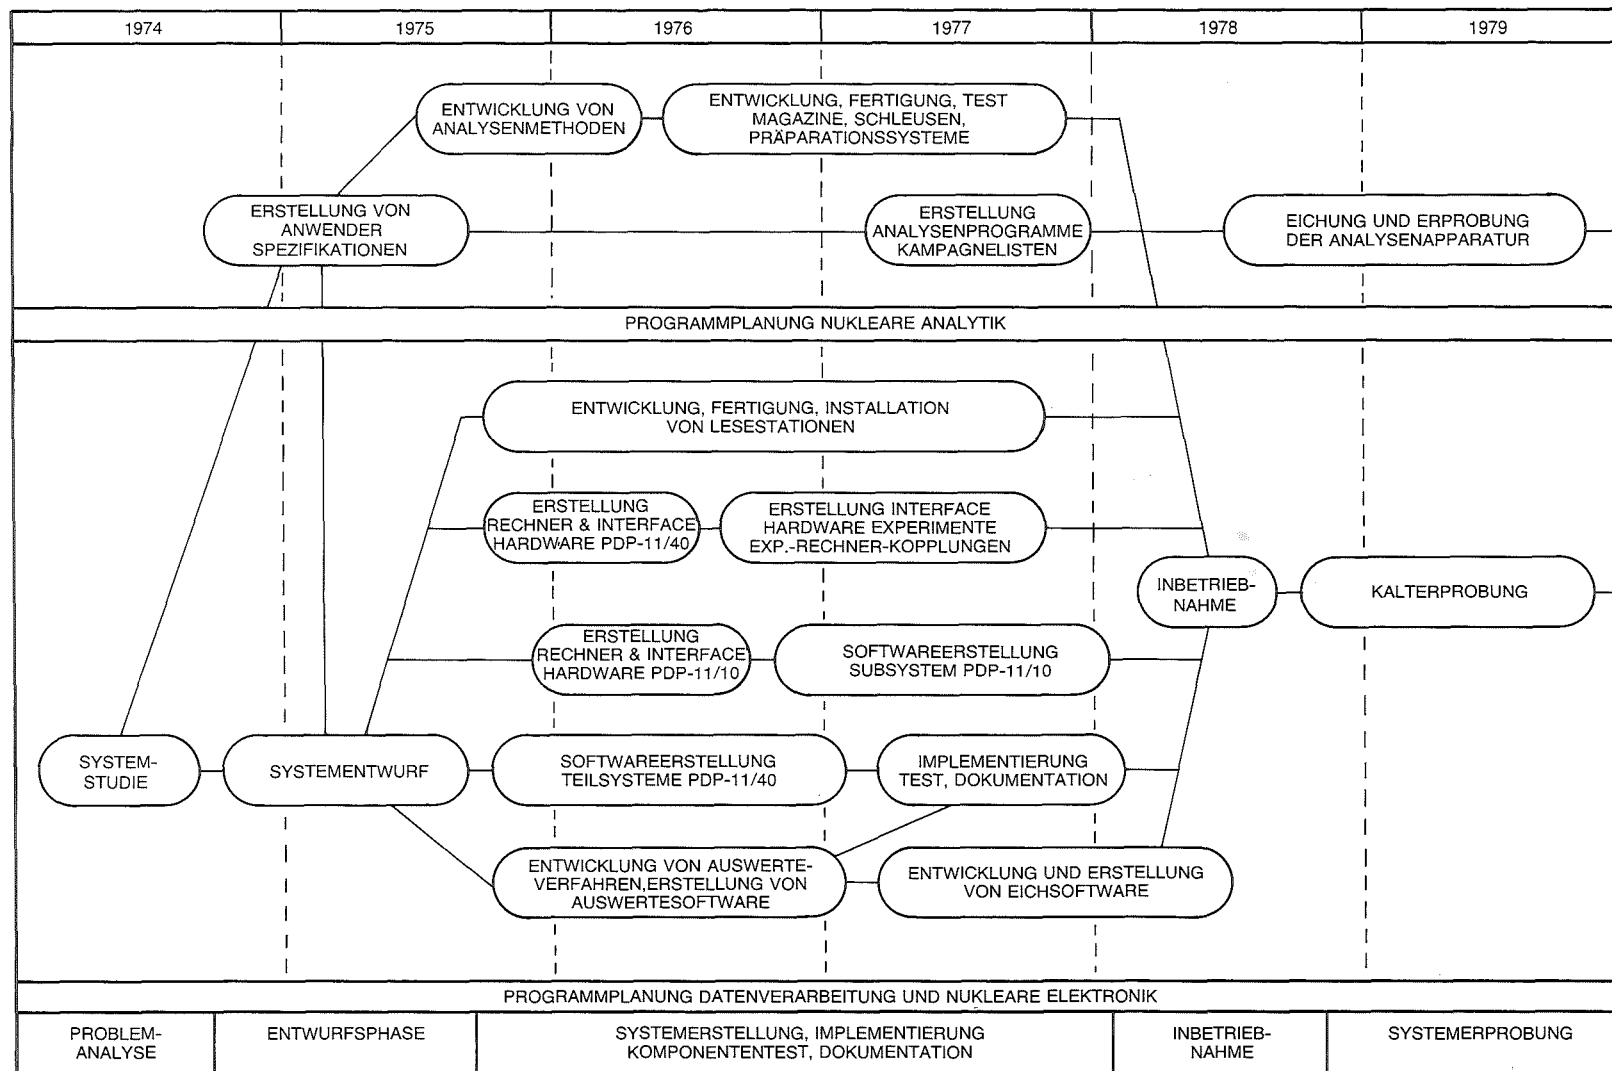 1974
1975
1976
1977
1978
1979
ENTWICKLUNG VON
ANALYSENMETHODEN
ENTWICKLUNG, FERTIGUNG, TEST
MAGAZINE, SCHLEUSEN,
PRÄPARATIONSSYSTEME
ERSTELLUNG VON
ANWENDER
SPEZIFIKATIONEN
ERSTELLUNG
ANALYSENPROGRAMME
KAMPAGNELISTEN
EICHUNG UND ERPROBUNG
DER ANALYSENAPPARATUR
PROGRAMMPLANUNG NUKLEARE ANALYTIK
ENTWICKLUNG, FERTIGUNG, INSTALLATION
VON LESESTATIONEN
ERSTELLUNG
RECHNER & INTERFACE
HARDWARE PDP-11/40
ERSTELLUNG INTERFACE
HARDWARE EXPERIMENTE
EXP.-RECHNER-KOPPLUNGEN
INBETRIEB-
NAHME
KALTERPROBUNG
ERSTELLUNG
RECHNER & INTERFACE
HARDWARE PDP-11/10
SOFTWAREERSTELLUNG
SUBSYSTEM PDP-11/10
SYSTEM-
STUDIE
SYSTEMENTWURF
SOFTWAREERSTELLUNG
TEILSYSTEME PDP-11/40
IMPLEMENTIERUNG
TEST, DOKUMENTATION
ENTWICKLUNG VON AUSWERTE-
VERFAHREN,ERSTELLUNG VON
AUSWERTESOFTWARE
ENTWICKLUNG UND ERSTELLUNG
VON EICHSOFTWARE
PROGRAMMPLANUNG DATENVERARBEITUNG UND NUKLEARE ELEKTRONIK
PROBLEM-
ANALYSE
ENTWURFSPHASE
SYSTEMERSTELLUNG, IMPLEMENTIERUNG
KOMPONENTENTEST, DOKUMENTATION
INBETRIEB-
NAHME
SYSTEMERPROBUNG